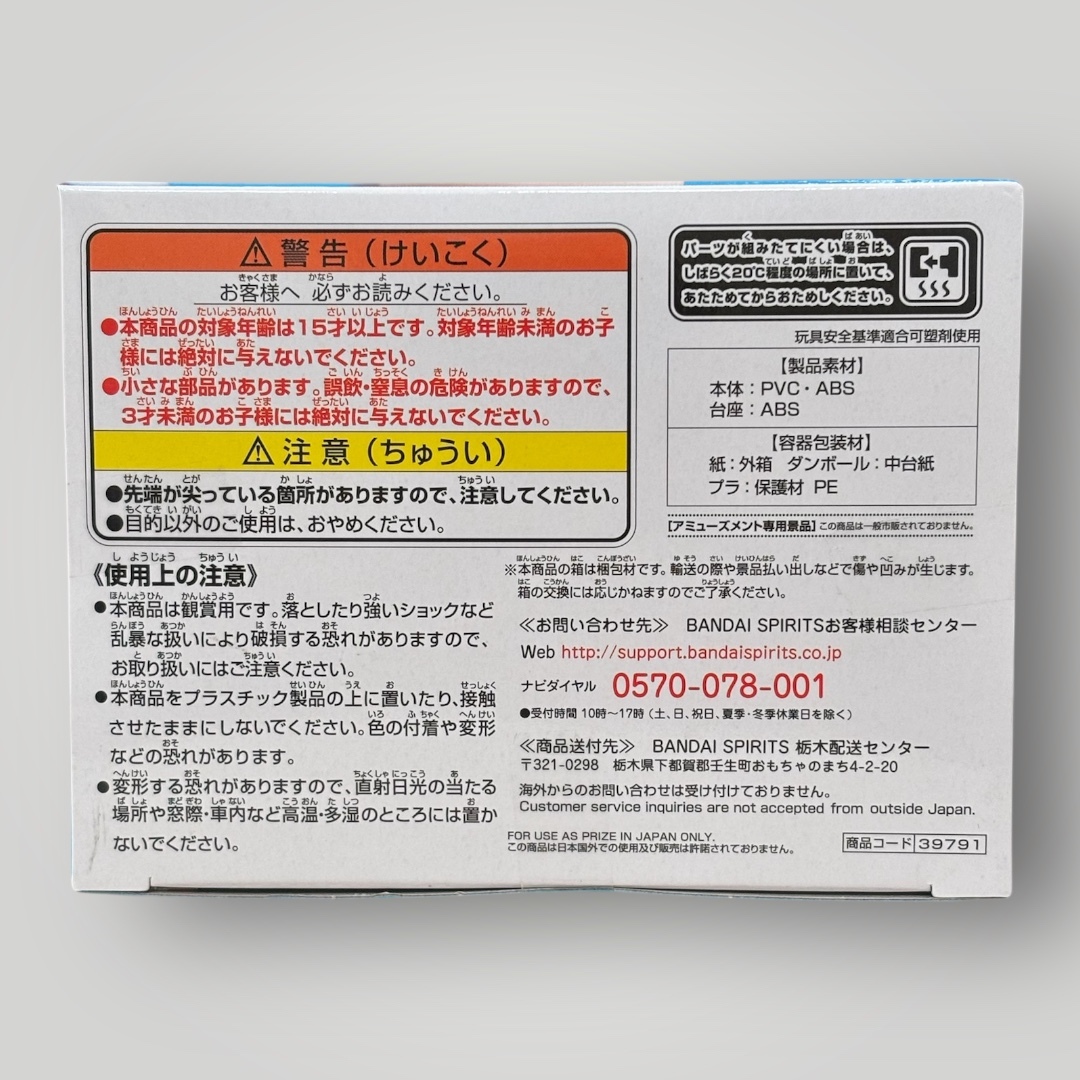 警告（けいこく）
お客様へ 必ずお読みください。
●本商品の対象年齢は15才以上です。対象年齢未満のお子
様には絶対に与えないでください。
●小さな部品があります。誤飲・窒息の危険がありますので、
3才未満のお子様には絶対に与えないでください。
注意（ちゅうい）
●先端が尖っている箇所がありますので、注意してください。
●目的以外のご使用は、おやめください。
パーツが組みたてにくい場合は、
しばらく20℃程度の場所に置いて、
あたためてからおためしください。
玩具安全基準適合可塑剤使用
【製品素材】
本体：PVC・ABS
台座：ABS
【容器包装材】
紙：外箱 ダンボール：中台紙
プラ：保護材 PE
【アミューズメント専用景品】この商品は一般市販されておりません。
《使用上の注意》
●本商品は観賞用です。落としたり強いショックなど
乱暴な扱いにより破損する恐れがありますので、
お取り扱いにはご注意ください。
●本商品をプラスチック製品の上に置いたり、接触
させたままにしないでください。色の付着や変形
などの恐れがあります。
●変形する恐れがありますので、直射日光の当たる
場所や窓際・車内など高温・多湿のところには置か
ないでください。
※本商品の箱は梱包材です。輸送の際や景品払い出しなどで傷や凹みが生じます。
箱の交換には応じかねますのでご了承ください。
≪お問い合わせ先≫ BANDAI SPIRITSお客様相談センター
Web http://support.bandaispirits.co.jp
ナビダイヤル 0570-078-001
●受付時間 10時〜17時（土、日、祝日、夏季・冬季休業日を除く）
≪商品送付先≫ BANDAI SPIRITS 栃木配送センター
〒321-0298 栃木県下都賀郡壬生町おもちゃのまち4-2-20
海外からのお問い合わせは受け付けておりません。
Customer service inquiries are not accepted from outside Japan.
FOR USE AS PRIZE IN JAPAN ONLY.
この商品は日本国外での使用及び販売は許諾されておりません。
商品コード 39791